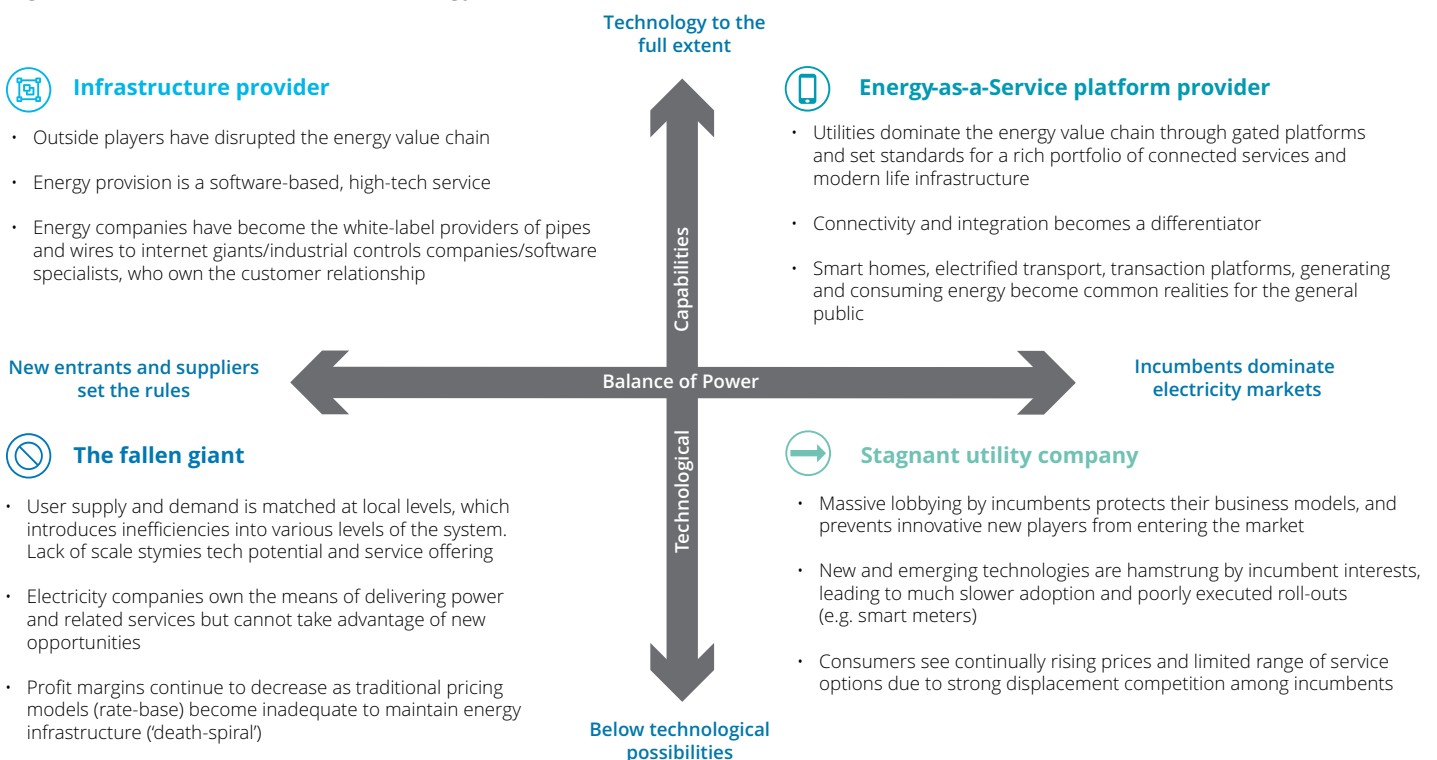 Technology to the
full extent
Infrastructure provider
• Outside players have disrupted the energy value chain
• Energy provision is a software-based, high-tech service
• Energy companies have become the white-label providers of pipes
and wires to internet giants/industrial controls companies/software
specialists, who own the customer relationship
Energy-as-a-Service platform provider
• Utilities dominate the energy value chain through gated platforms
and set standards for a rich portfolio of connected services and
modern life infrastructure
• Connectivity and integration becomes a differentiator
• Smart homes, electrified transport, transaction platforms, generating
and consuming energy become common realities for the general
public
Capabilities
New entrants and suppliers
set the rules
Balance of Power
Incumbents dominate
electricity markets
Technological
The fallen giant
• User supply and demand is matched at local levels, which
introduces inefficiencies into various levels of the system.
Lack of scale stymies tech potential and service offering
• Electricity companies own the means of delivering power
and related services but cannot take advantage of new
opportunities
• Profit margins continue to decrease as traditional pricing
models (rate-base) become inadequate to maintain energy
infrastructure (‘death-spiral’)
Stagnant utility company
• Massive lobbying by incumbents protects their business models, and
prevents innovative new players from entering the market
• New and emerging technologies are hamstrung by incumbent interests,
leading to much slower adoption and poorly executed roll-outs
(e.g. smart meters)
• Consumers see continually rising prices and limited range of service
options due to strong displacement competition among incumbents
Below technological
possibilities